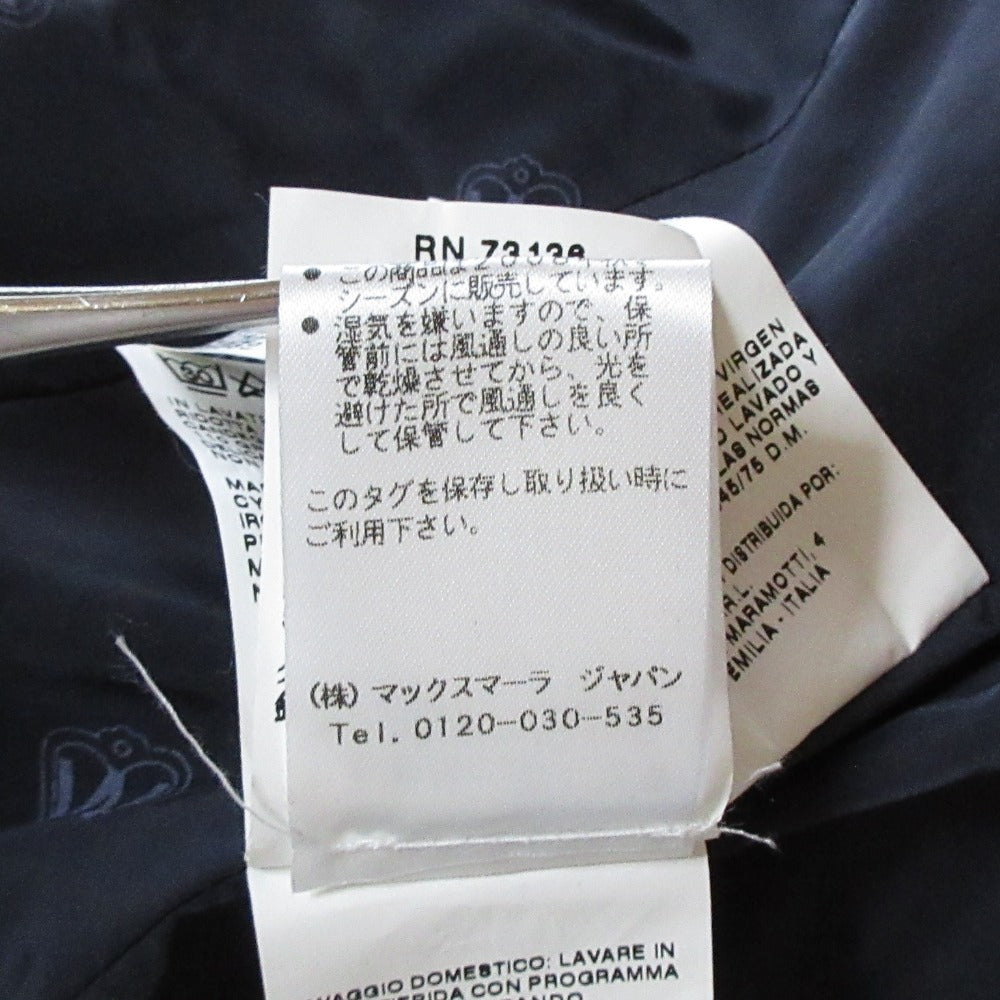 RN 73136
シーズンに販売しています。
● 湿気を嫌いますので、保
管前には風通しの良い所
で乾燥させてから、光を
避けた所で風通しを良く
して保管して下さい。
このタグを保存し取り扱い時に
ご利用下さい。
(株) マックスマーラ ジャパン
Tel. 0120-030-535
VIRGEN
REALIZADA
LAVADO Y
LAS NORMAS
45/75 D.M.
DISTRIBUIDA POR:
R.L.
MARAMOTTI, 4
EMILIA - ITALIA
IN LAVAT
DOMESTICO: LAVARE IN
CON PROGRAMMA